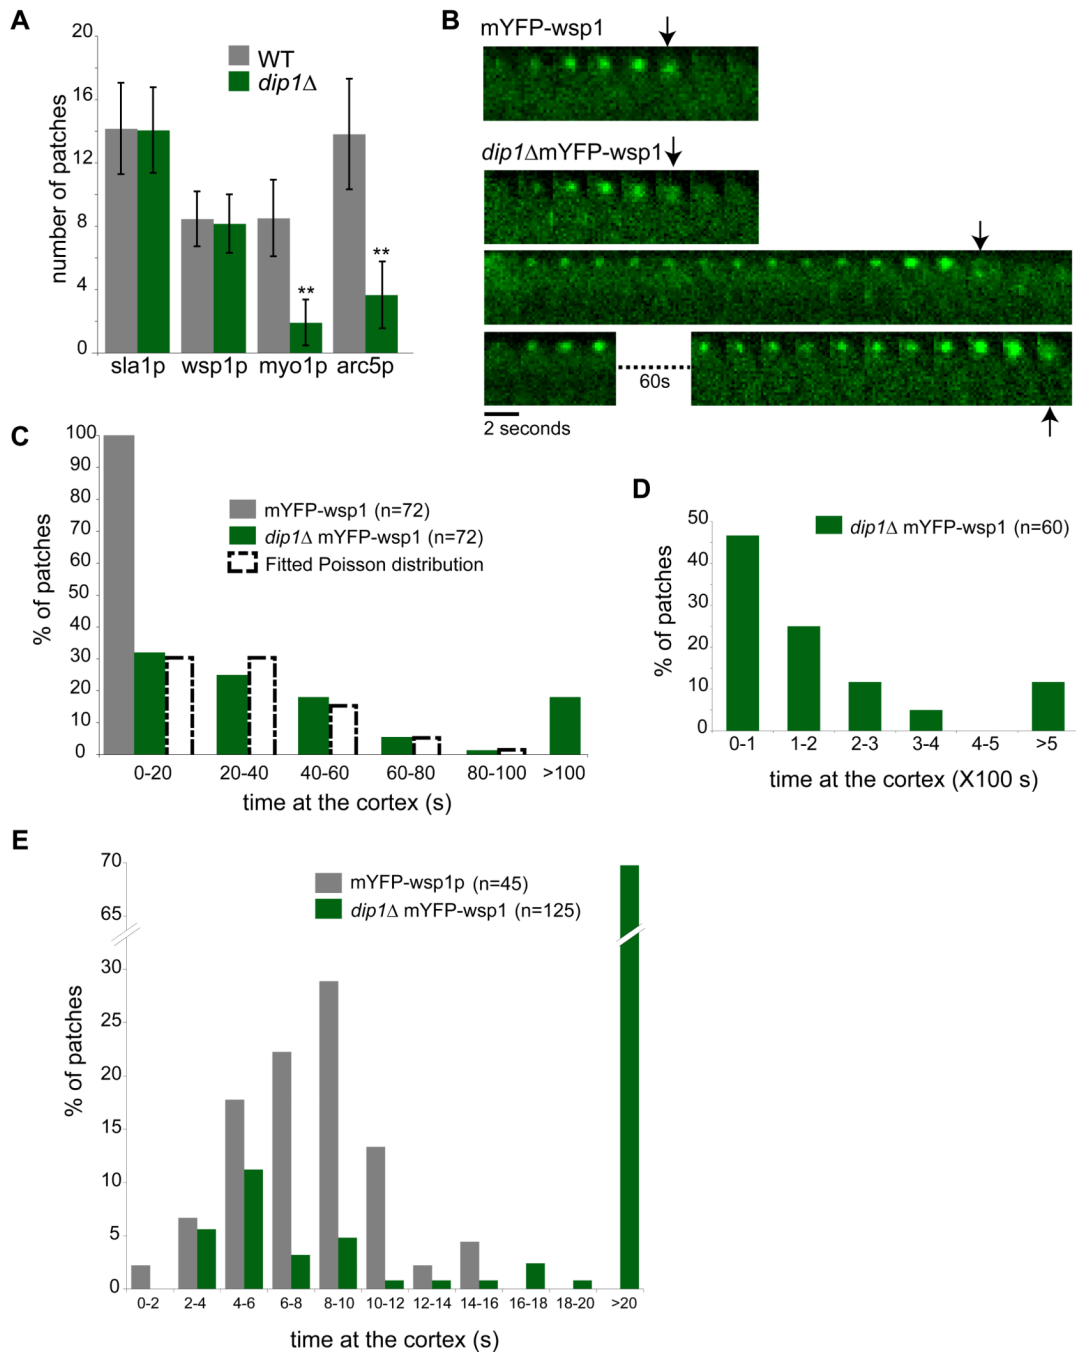 A
number of patches
20
16
12
8
4
0
WT
dip1Δ
**
**
sla1p wsp1p myo1p arc5p
B
mYFP-wsp1
dip1ΔmYFP-wsp1
60s
2 seconds
C
% of patches
100
90
80
70
60
50
40
30
20
10
0
mYFP-wsp1 (n=72)
dip1Δ mYFP-wsp1 (n=72)
Fitted Poisson distribution
0-20 20-40 40-60 60-80 80-100 >100
time at the cortex (s)
D
% of patches
50
40
30
20
10
0
dip1Δ mYFP-wsp1 (n=60)
0-1 1-2 2-3 3-4 4-5 >5
time at the cortex (X100 s)
E
% of patches
70
65
30
25
20
15
10
5
0
mYFP-wsp1p (n=45)
dip1Δ mYFP-wsp1 (n=125)
0-2 2-4 4-6 6-8 8-10 10-12 12-14 14-16 16-18 18-20 >20
time at the cortex (s)